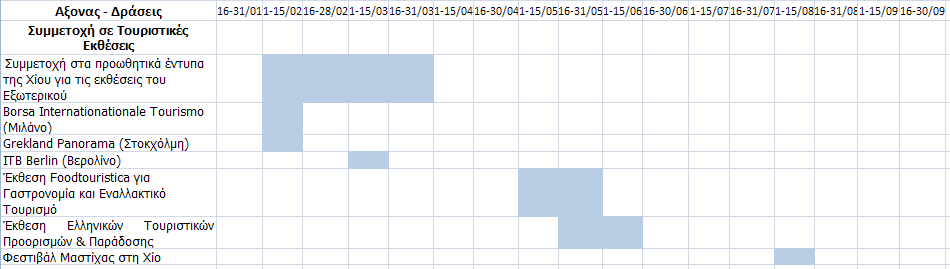 Αξονας - Δράσεις 16-31/01 1-15/02 16-28/02 1-15/03 16-31/03 1-15/04 16-30/04 1-15/05 16-31/05 1-15/06 16-30/06 1-15/07 16-31/07 1-15/08 16-31/08 1-15/09 16-30/09
Συμμετοχή σε Τουριστικές
Εκθέσεις
Συμμετοχή στα προωθητικά έντυπα
της Χίου για τις εκθέσεις του
Εξωτερικού
Borsa Internationationale Tourismo
(Μιλάνο)
Grekland Panorama (Στοκχόλμη)
ITB Berlin (Βερολίνο)
Έκθεση Foodtouristica για
Γαστρονομία και Εναλλακτικό
Τουρισμό
Έκθεση Ελληνικών Τουριστικών
Προορισμών & Παράδοσης
Φεστιβάλ Μαστίχας στη Χίο